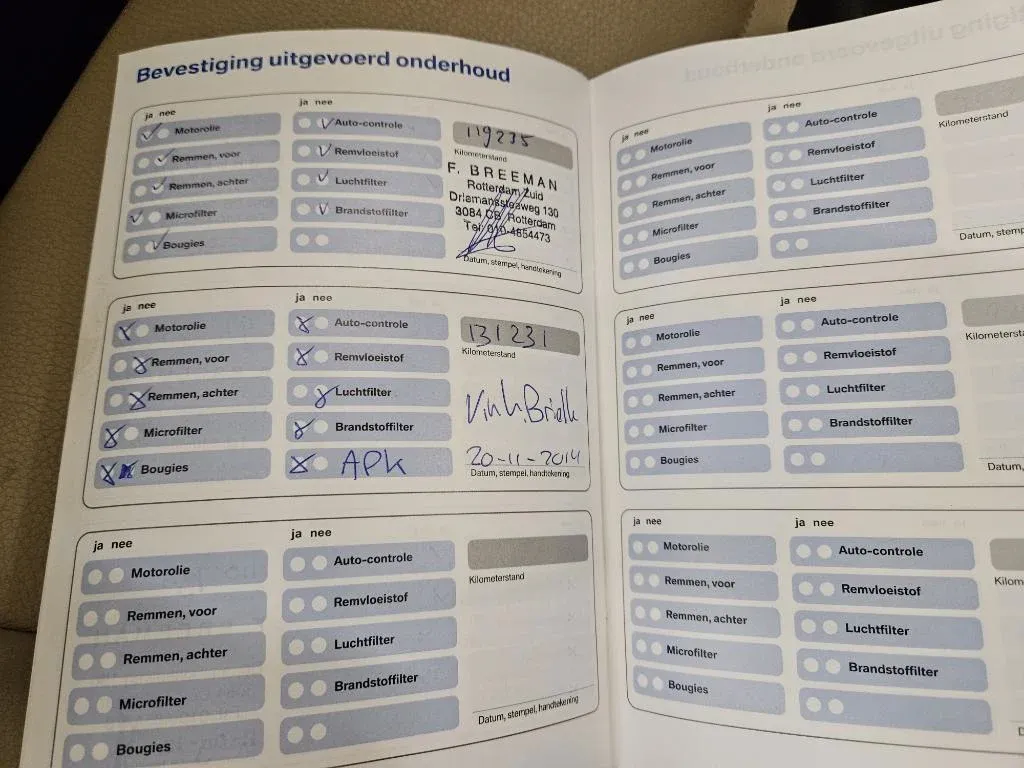 Bevestiging uitgevoerd onderhoud
ja nee
Motorolie
Remmen, voor
Remmen, achter
Microfilter
Bougies
ja nee
Auto-controle
Remvloeistof
Luchtfilter
Brandstoffilter
119235
Kilometerstand
F. BREEMAN
Rotterdam Zuid
Driemanssteeweg 130
3084 CB Rotterdam
Tel: 010-4854473
Datum, stempel, handtekening
ja nee
Motorolie
Remmen, voor
Remmen, achter
Microfilter
Bougies
ja nee
Auto-controle
Remvloeistof
Luchtfilter
Brandstoffilter
APK
131231
Kilometerstand
20-11-2014
Datum, stempel, handtekening
ja nee
Motorolie
Remmen, voor
Remmen, achter
Microfilter
Bougies
ja nee
Auto-controle
Remvloeistof
Luchtfilter
Brandstoffilter
Kilometerstand
Datum, stempel, handtekening
ja nee
Motorolie
Remmen, voor
Remmen, achter
Microfilter
Bougies
ja nee
Auto-controle
Remvloeistof
Luchtfilter
Brandstoffilter
Kilometerstand
Datum, stemp
ja nee
Motorolie
Remmen, voor
Remmen, achter
Microfilter
Bougies
ja nee
Auto-controle
Remvloeistof
Luchtfilter
Brandstoffilter
Kilometerstan
Datum,
ja nee
Motorolie
Remmen, voor
Remmen, achter
Microfilter
Bougies
ja nee
Auto-controle
Remvloeistof
Luchtfilter
Brandstoffilter
Kilom
D